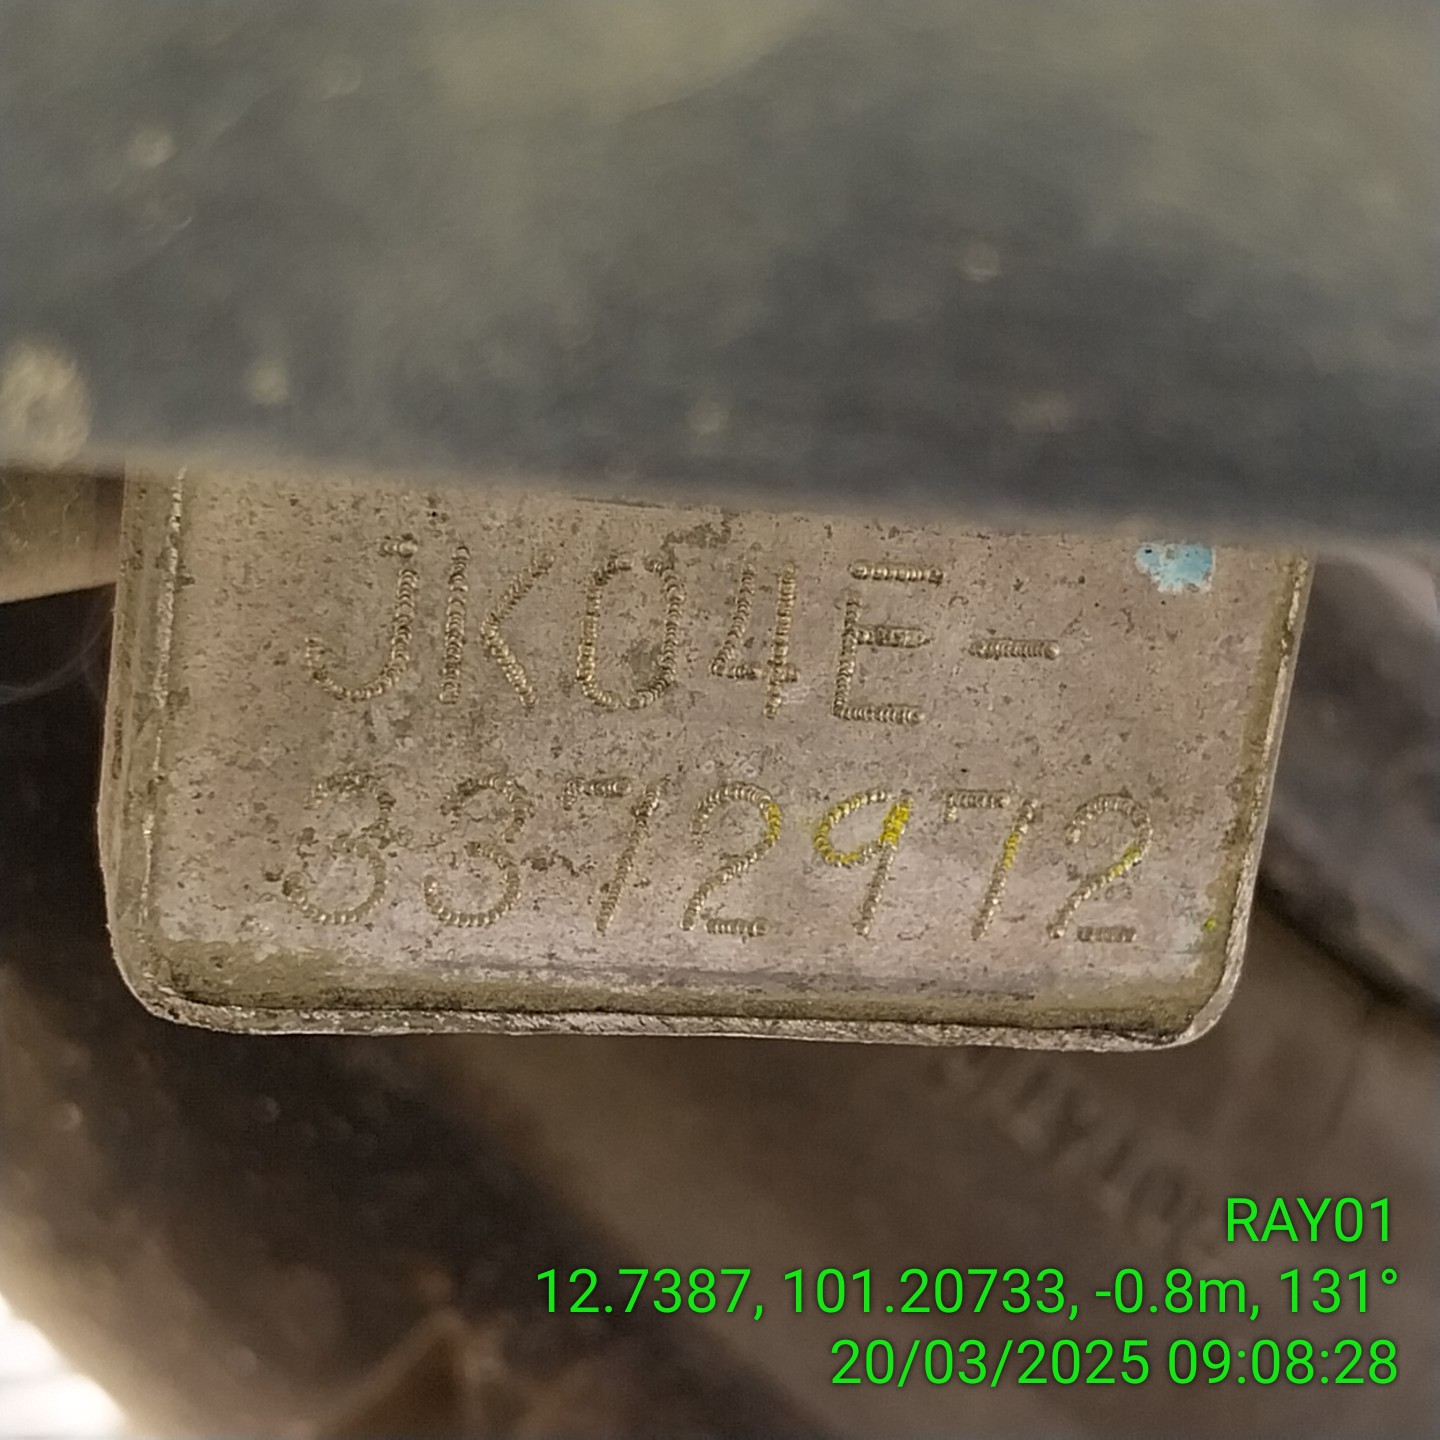 JK04E-
3372972
RAY01
12.7387, 101.20733, -0.8m, 131°
20/03/2025 09:08:28